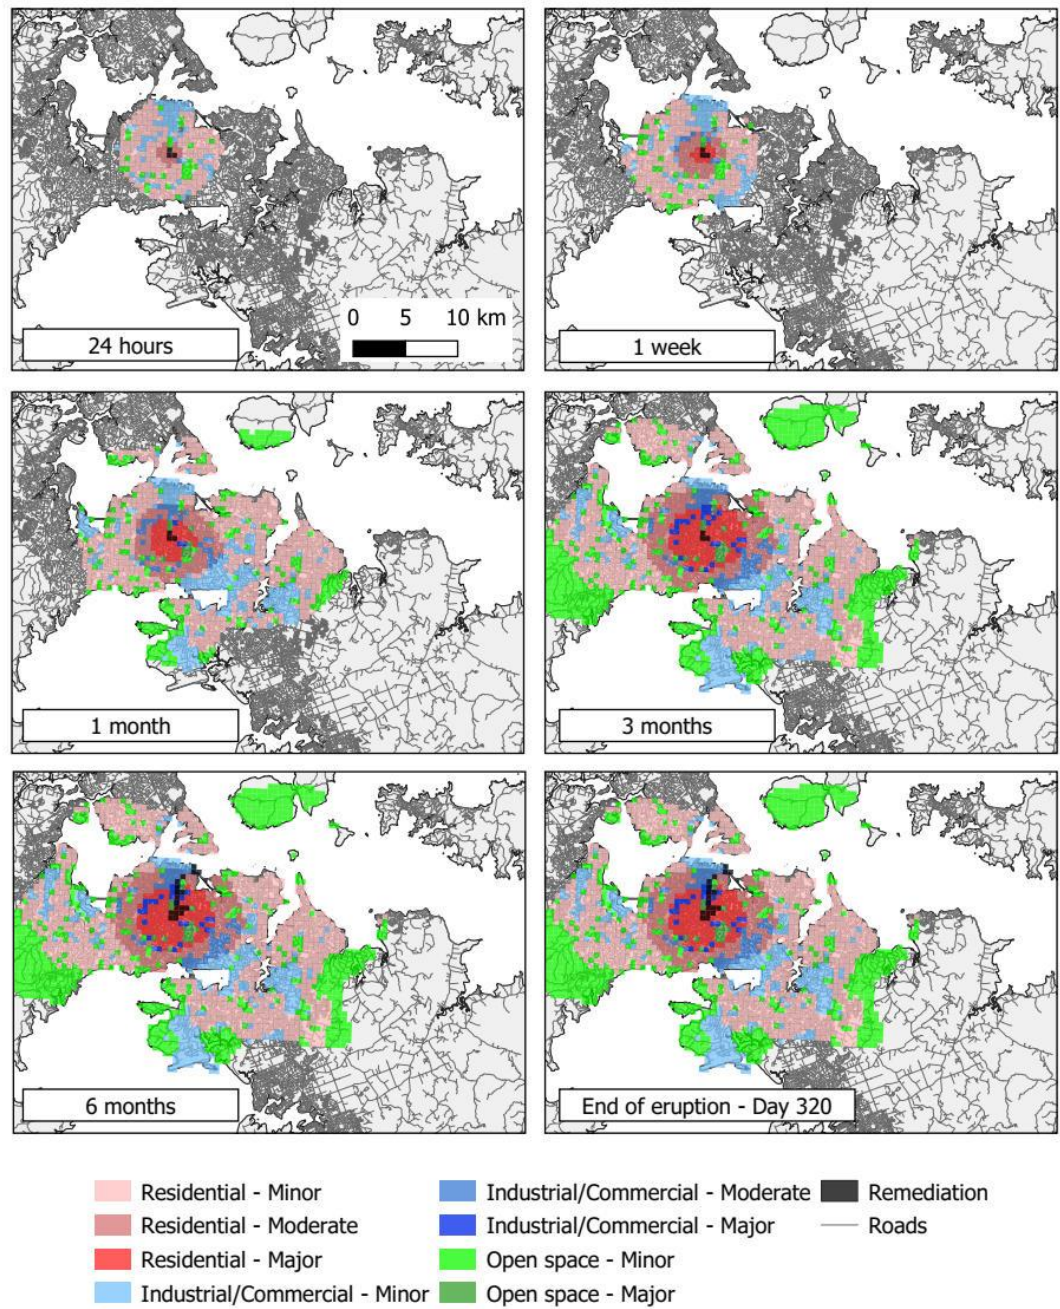 0 5 10 km
24 hours
1 week
1 month
3 months
6 months
End of eruption - Day 320
Residential - Minor
Residential - Moderate
Residential - Major
Industrial/Commercial - Minor
Industrial/Commercial - Moderate
Industrial/Commercial - Major
Open space - Minor
Open space - Major
Remediation
Roads